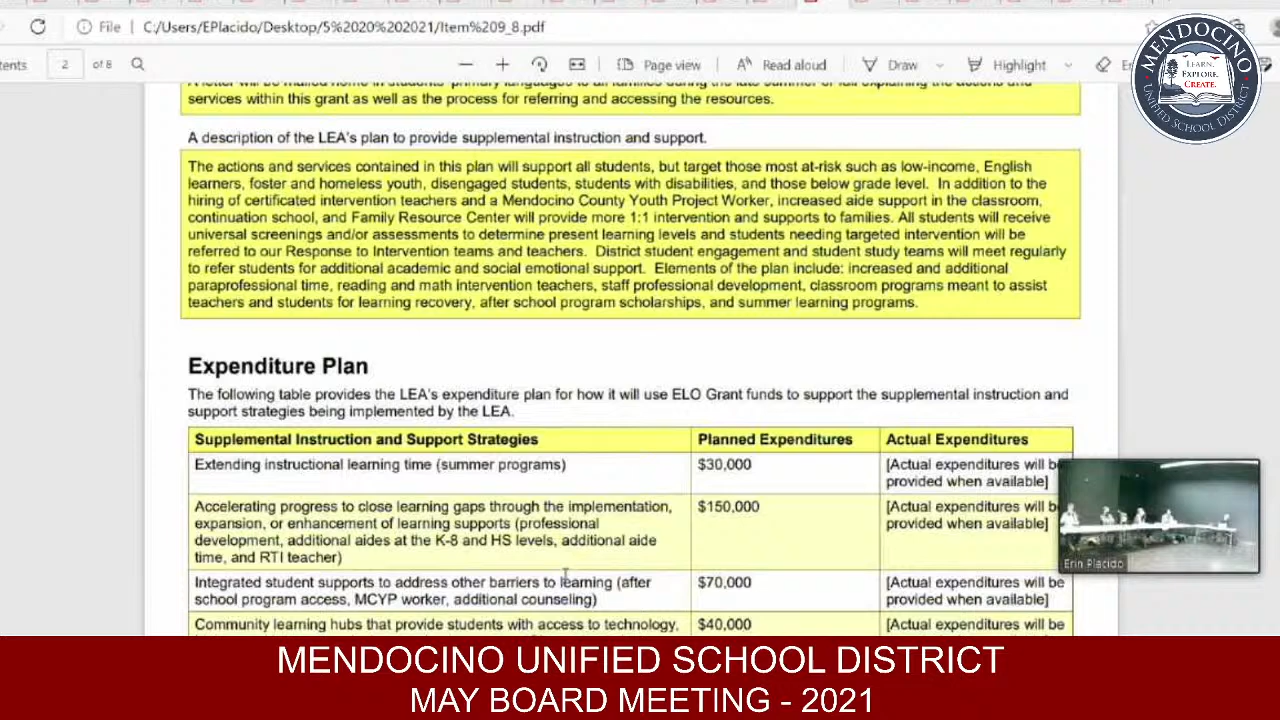 File | C:/Users/EPlacido/Desktop/5%2020%202021/Item%209_8.pdf
ents 2 of 8 Page view Read aloud Draw Highlight
services within this grant as well as the process for referring and accessing the resources.
A description of the LEA's plan to provide supplemental instruction and support.
The actions and services contained in this plan will support all students, but target those most at-risk such as low-income, English
learners, foster and homeless youth, disengaged students, students with disabilities, and those below grade level. In addition to the
hiring of certificated intervention teachers and a Mendocino County Youth Project Worker, increased aide support in the classroom,
continuation school, and Family Resource Center will provide more 1:1 intervention and supports to families. All students will receive
universal screenings and/or assessments to determine present learning levels and students needing targeted intervention will be
referred to our Response to Intervention teams and teachers. District student engagement and student study teams will meet regularly
to refer students for additional academic and social emotional support. Elements of the plan include: increased and additional
paraprofessional time, reading and math intervention teachers, staff professional development, classroom programs meant to assist
teachers and students for learning recovery, after school program scholarships, and summer learning programs.
Expenditure Plan
The following table provides the LEA's expenditure plan for how it will use ELO Grant funds to support the supplemental instruction and
support strategies being implemented by the LEA.
Supplemental Instruction and Support Strategies Planned Expenditures Actual Expenditures
Extending instructional learning time (summer programs) $30,000 [Actual expenditures will be
provided when available]
Accelerating progress to close learning gaps through the implementation, $150,000 [Actual expenditures will be
expansion, or enhancement of learning supports (professional provided when available]
development, additional aides at the K-8 and HS levels, additional aide
time, and RTI teacher)
Integrated student supports to address other barriers to learning (after $70,000 [Actual expenditures will be
school program access, MCYP worker, additional counseling) provided when available]
Community learning hubs that provide students with access to technology, $40,000 [Actual expenditures will be
Erin Placido
MENDOCINO
LEARN.
EXPLORE.
CREATE.
UNIFIED SCHOOL DISTRICT
MENDOCINO UNIFIED SCHOOL DISTRICT
MAY BOARD MEETING - 2021